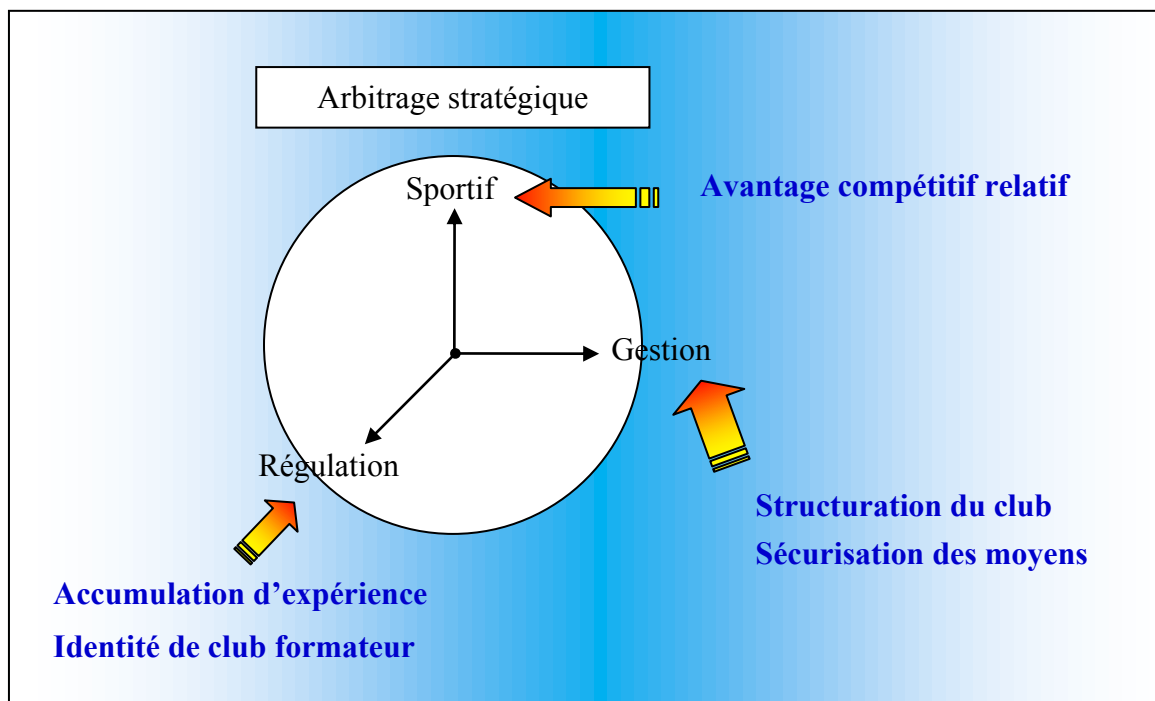 Arbitrage stratégique
Sportif
Avantage compétitif relatif
Gestion
Régulation
Structuration du club
Sécurisation des moyens
Accumulation d’expérience
Identité de club formateur